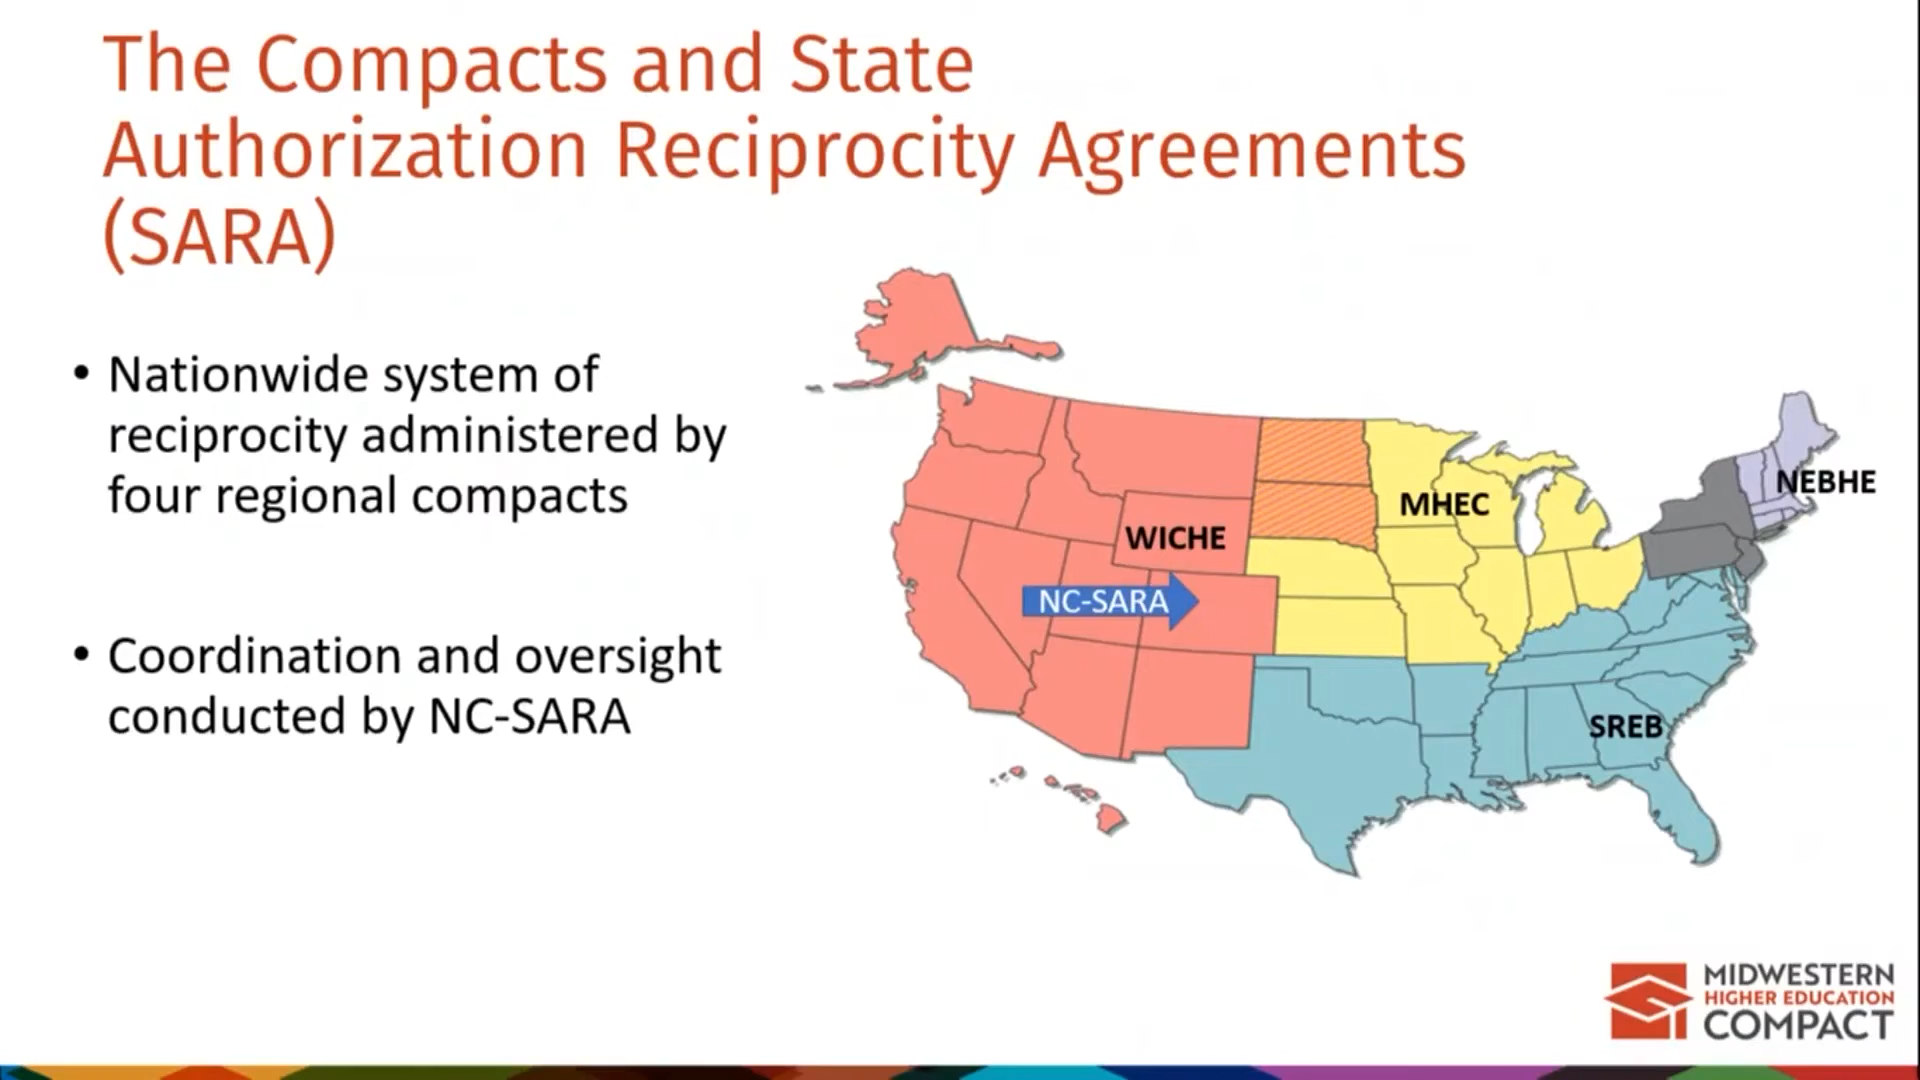 The Compacts and State
Authorization Reciprocity Agreements
(SARA)
• Nationwide system of
reciprocity administered by
four regional compacts
• Coordination and oversight
conducted by NC-SARA
NEBHE
MHEC
WICHE
NC-SARA
SREB
MIDWESTERN
HIGHER EDUCATION
COMPACT